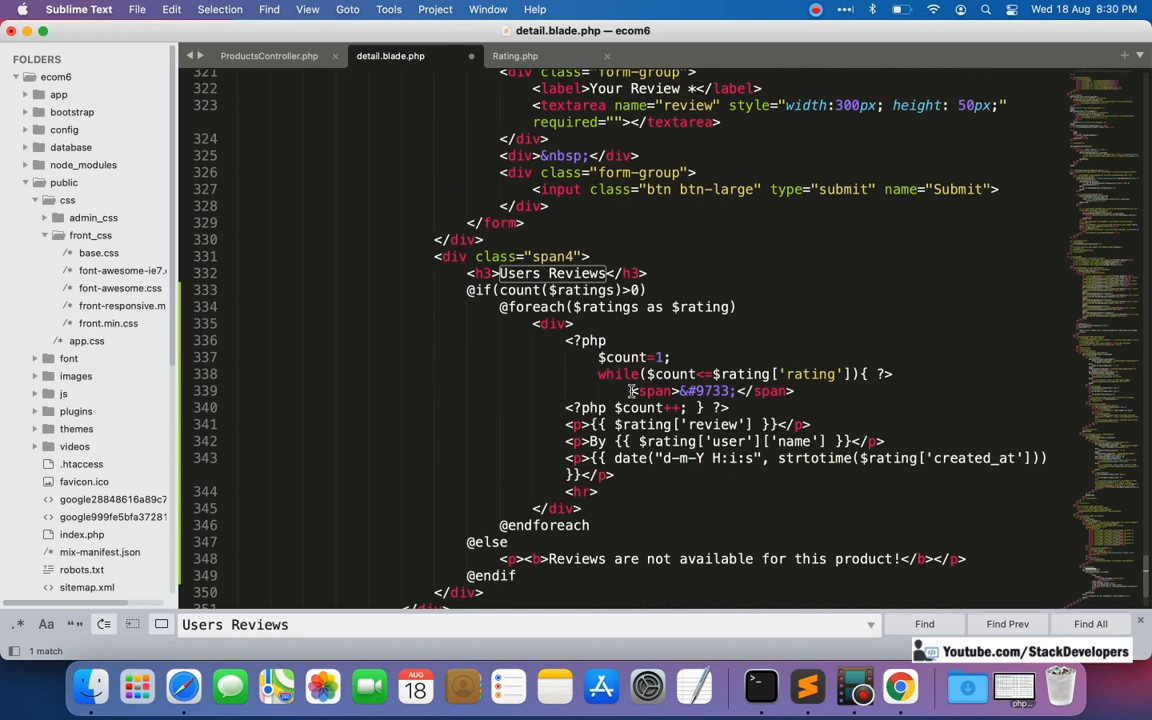 Sublime Text File Edit Selection Find View Goto Tools Project Window Help Wed 18 Aug 8:30 PM
detail.blade.php — ecom6
FOLDERS
ecom6
app
bootstrap
config
database
node_modules
public
css
admin_css
front_css
base.css
font-awesome-ie7.
font-awesome.css
front-responsive.m
front.min.css
app.css
font
images
js
plugins
themes
videos
.htaccess
favicon.ico
google28848616a89c7
google999fe5bfa37281
index.php
mix-manifest.json
robots.txt
sitemap.xml
ProductsController.php × detail.blade.php Rating.php ×
321 <div class="form-group">
322 <label>Your Review *</label>
323 <textarea name="review" style="width:300px; height: 50px;"
required=""></textarea>
324 </div>
325 <div>&nbsp;</div>
326 <div class="form-group">
327 <input class="btn btn-large" type="submit" name="Submit">
328 </div>
329 </form>
330 </div>
331 <div class="span4">
332 <h3>Users Reviews</h3>
333 @if(count($ratings)>0)
334 @foreach($ratings as $rating)
335 <div>
336 <?php
337 $count=1;
338 while($count<=$rating['rating']){ ?>
339 <span>&#9733;</span>
340 <?php $count++; } ?>
341 <p>{{ $rating['review'] }}</p>
342 <p>By {{ $rating['user']['name'] }}</p>
343 <p>{{ date("d-m-Y H:i:s", strtotime($rating['created_at']))
}}</p>
344 <hr>
345 </div>
346 @endforeach
347 @else
348 <p><b>Reviews are not available for this product!</b></p>
349 @endif
350 </div>
351 </div>
.* Aa "" Users Reviews Find Find Prev Find All ×
1 match
Youtube.com/StackDevelopers
AUG
18
php...